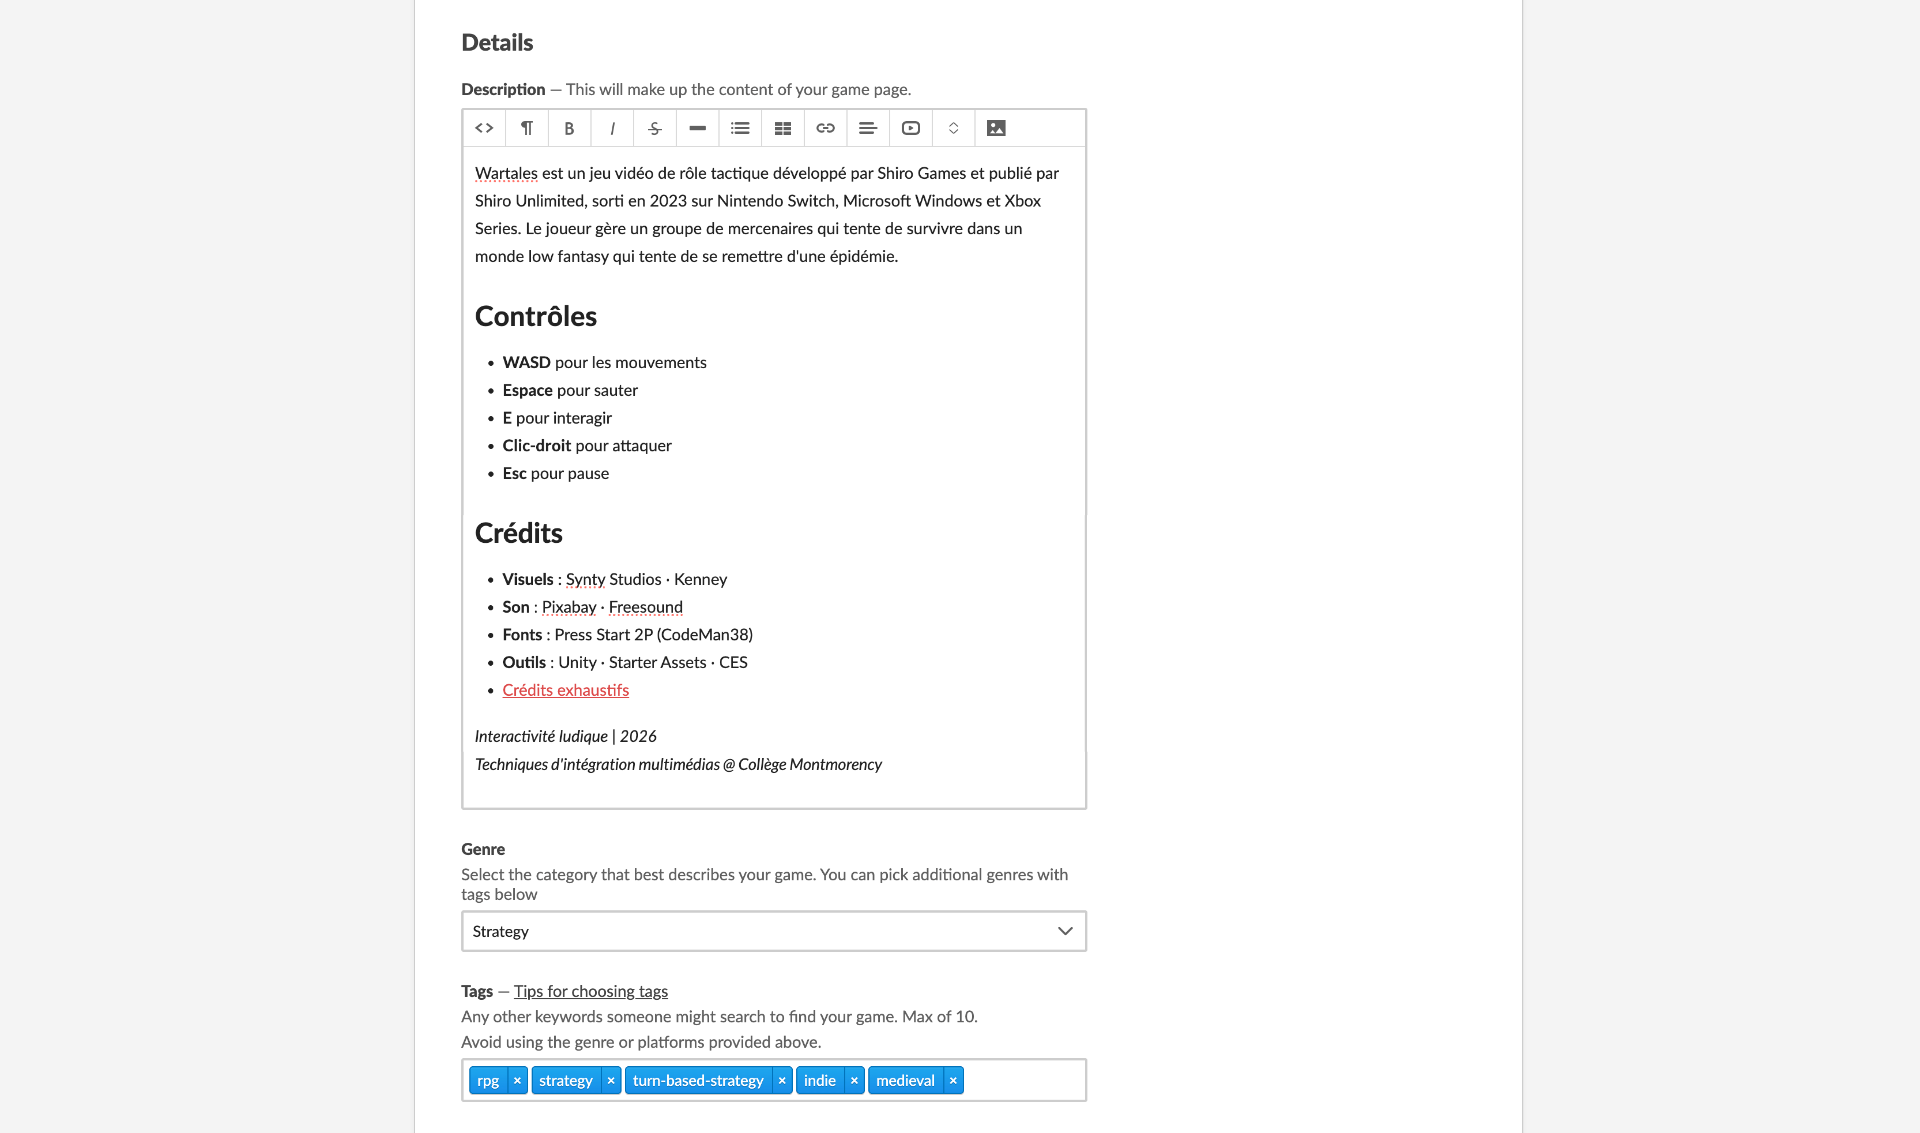 Details
Description — This will make up the content of your game page.
Wartales est un jeu vidéo de rôle tactique développé par Shiro Games et publié par
Shiro Unlimited, sorti en 2023 sur Nintendo Switch, Microsoft Windows et Xbox
Series. Le joueur gère un groupe de mercenaires qui tente de survivre dans un
monde low fantasy qui tente de se remettre d'une épidémie.
Contrôles
• WASD pour les mouvements
• Espace pour sauter
• E pour interagir
• Clic-droit pour attaquer
• Esc pour pause
Crédits
• Visuels : Synty Studios · Kenney
• Son : Pixabay · Freesound
• Fonts : Press Start 2P (CodeMan38)
• Outils : Unity · Starter Assets · CES
• Crédits exhaustifs
Interactivité ludique | 2026
Techniques d'intégration multimédias @ Collège Montmorency
Genre
Select the category that best describes your game. You can pick additional genres with
tags below
Strategy
Tags — Tips for choosing tags
Any other keywords someone might search to find your game. Max of 10.
Avoid using the genre or platforms provided above.
rpg × strategy × turn-based-strategy × indie × medieval ×